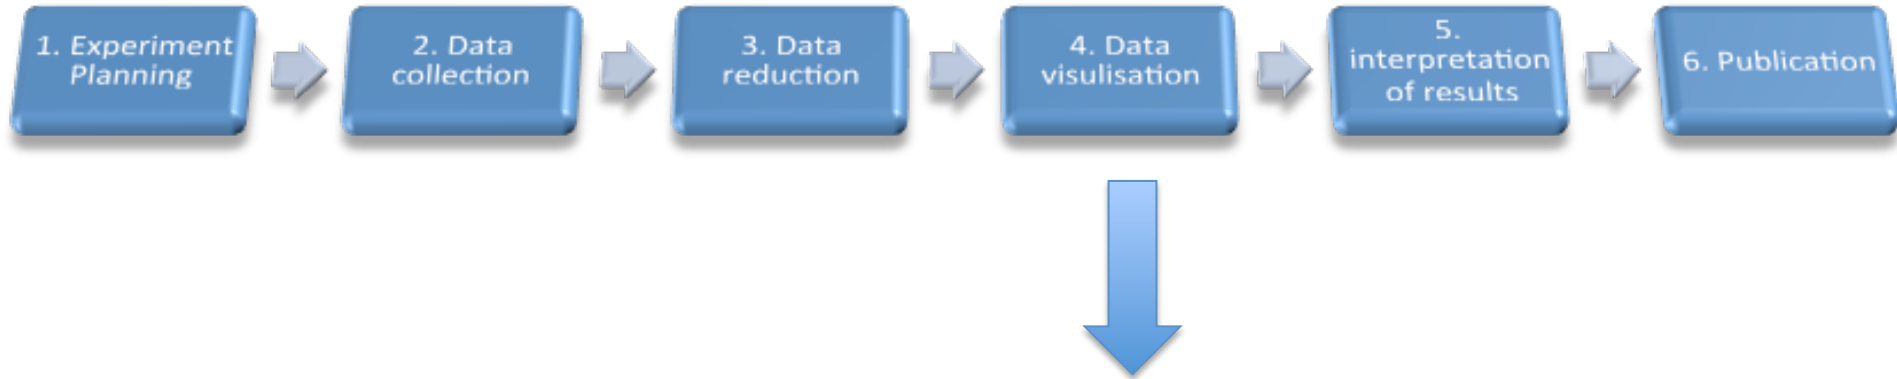 1. Experiment
Planning
2. Data
collection
3. Data
reduction
4. Data
visulisation
5.
interpretation
of results
6. Publication